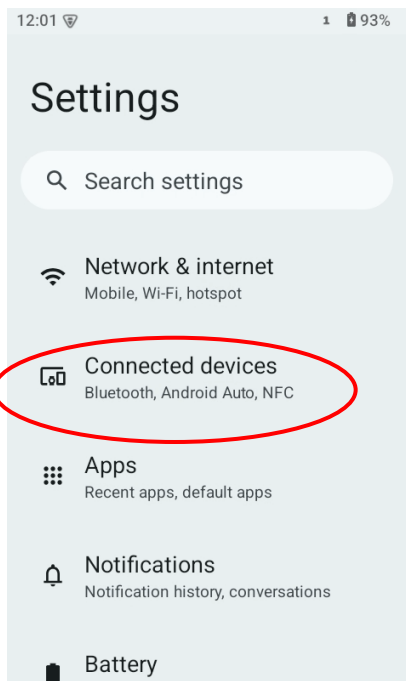 12:01 1 93%
Settings
Search settings
Network & internet
Mobile, Wi-Fi, hotspot
Connected devices
Bluetooth, Android Auto, NFC
Apps
Recent apps, default apps
Notifications
Notification history, conversations
Battery